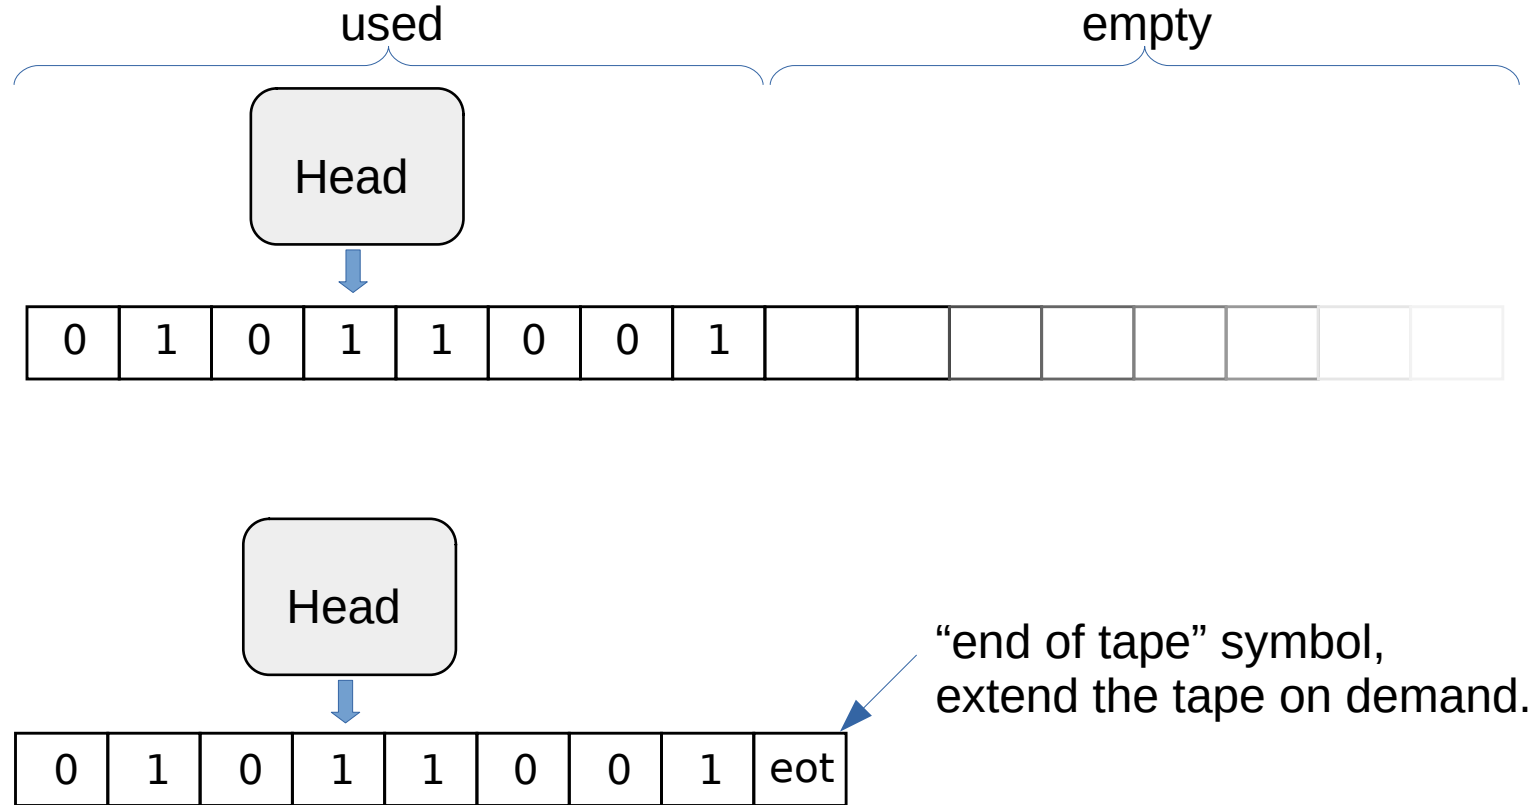 used empty
Head
0 1 0 1 1 0 0 1
Head
“end of tape” symbol,
extend the tape on demand.
0 1 0 1 1 0 0 1 eot